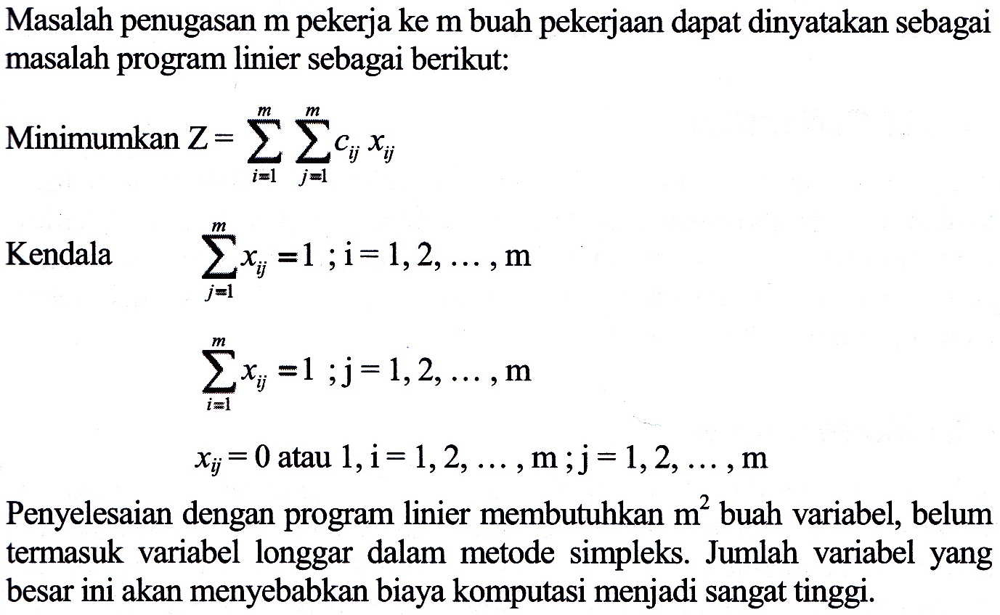 Masalah penugasan m pekerja ke m buah pekerjaan dapat dinyatakan sebagai
masalah program linier sebagai berikut:
Minimumkan Z = \sum_{i=1}^{m} \sum_{j=1}^{m} c_{ij} x_{ij}
Kendala \sum_{j=1}^{m} x_{ij} = 1 ; i = 1, 2, … , m
\sum_{i=1}^{m} x_{ij} = 1 ; j = 1, 2, … , m
x_{ij} = 0 atau 1, i = 1, 2, … , m ; j = 1, 2, … , m
Penyelesaian dengan program linier membutuhkan m² buah variabel, belum
termasuk variabel longgar dalam metode simpleks. Jumlah variabel yang
besar ini akan menyebabkan biaya komputasi menjadi sangat tinggi.